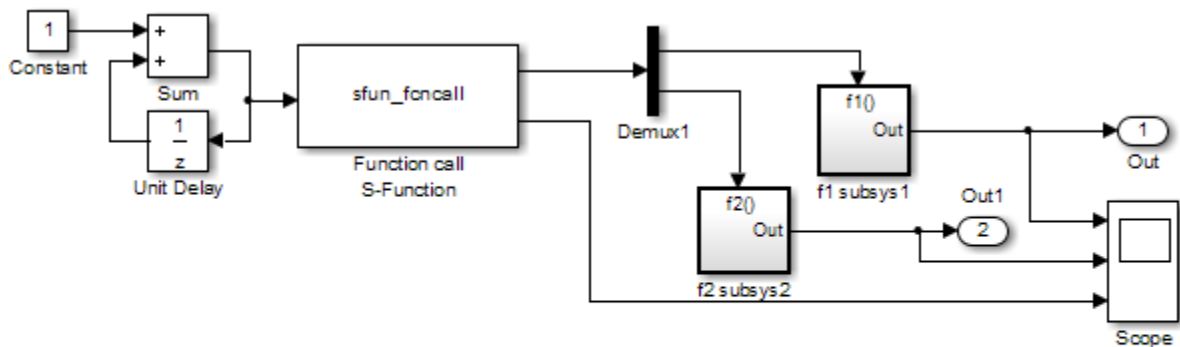 1
Constant
+
+
Sum
1
z
Unit Delay
sfun_fcncall
Function call
S-Function
Demux1
f1()
Out
f1 subsys1
f2()
Out
f2 subsys2
1
Out
Out1
2
Scope